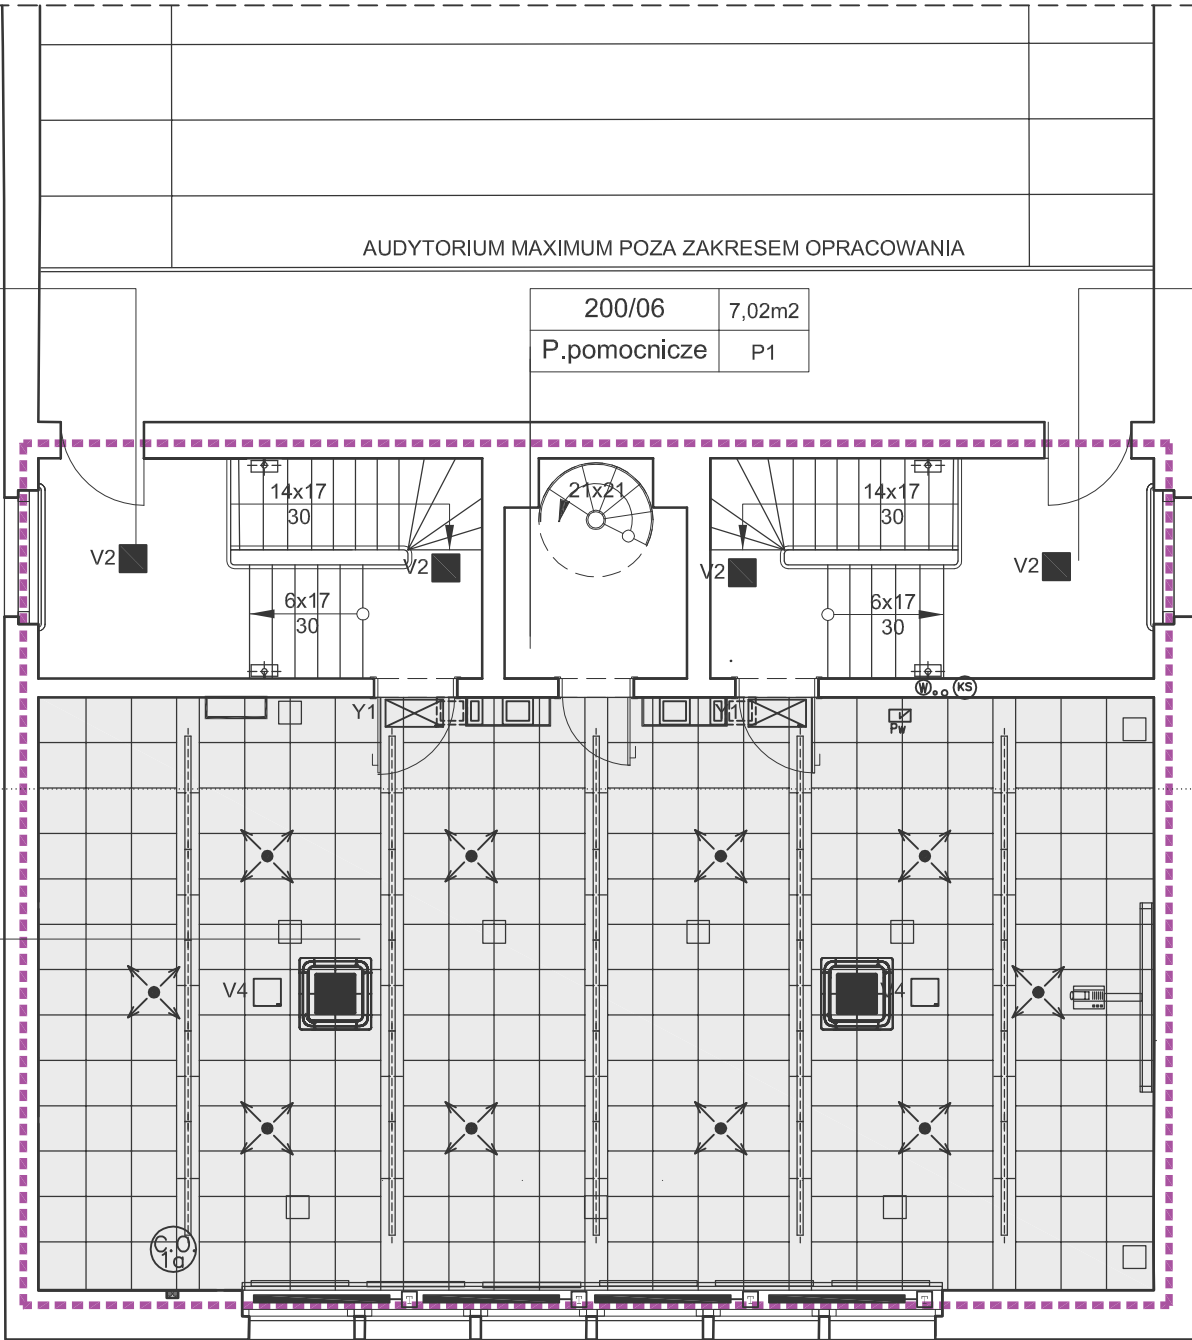 AUDYTORIUM MAXIMUM POZA ZAKRESEM OPRACOWANIA
200/06 7,02m2
P.pomocnicze P1
14x17
30
21x21
14x17
30
V2
V2
V2
V2
6x17
30
6x17
30
W KS
Y1
Y1
PW
V4
V4
C.O.
1a